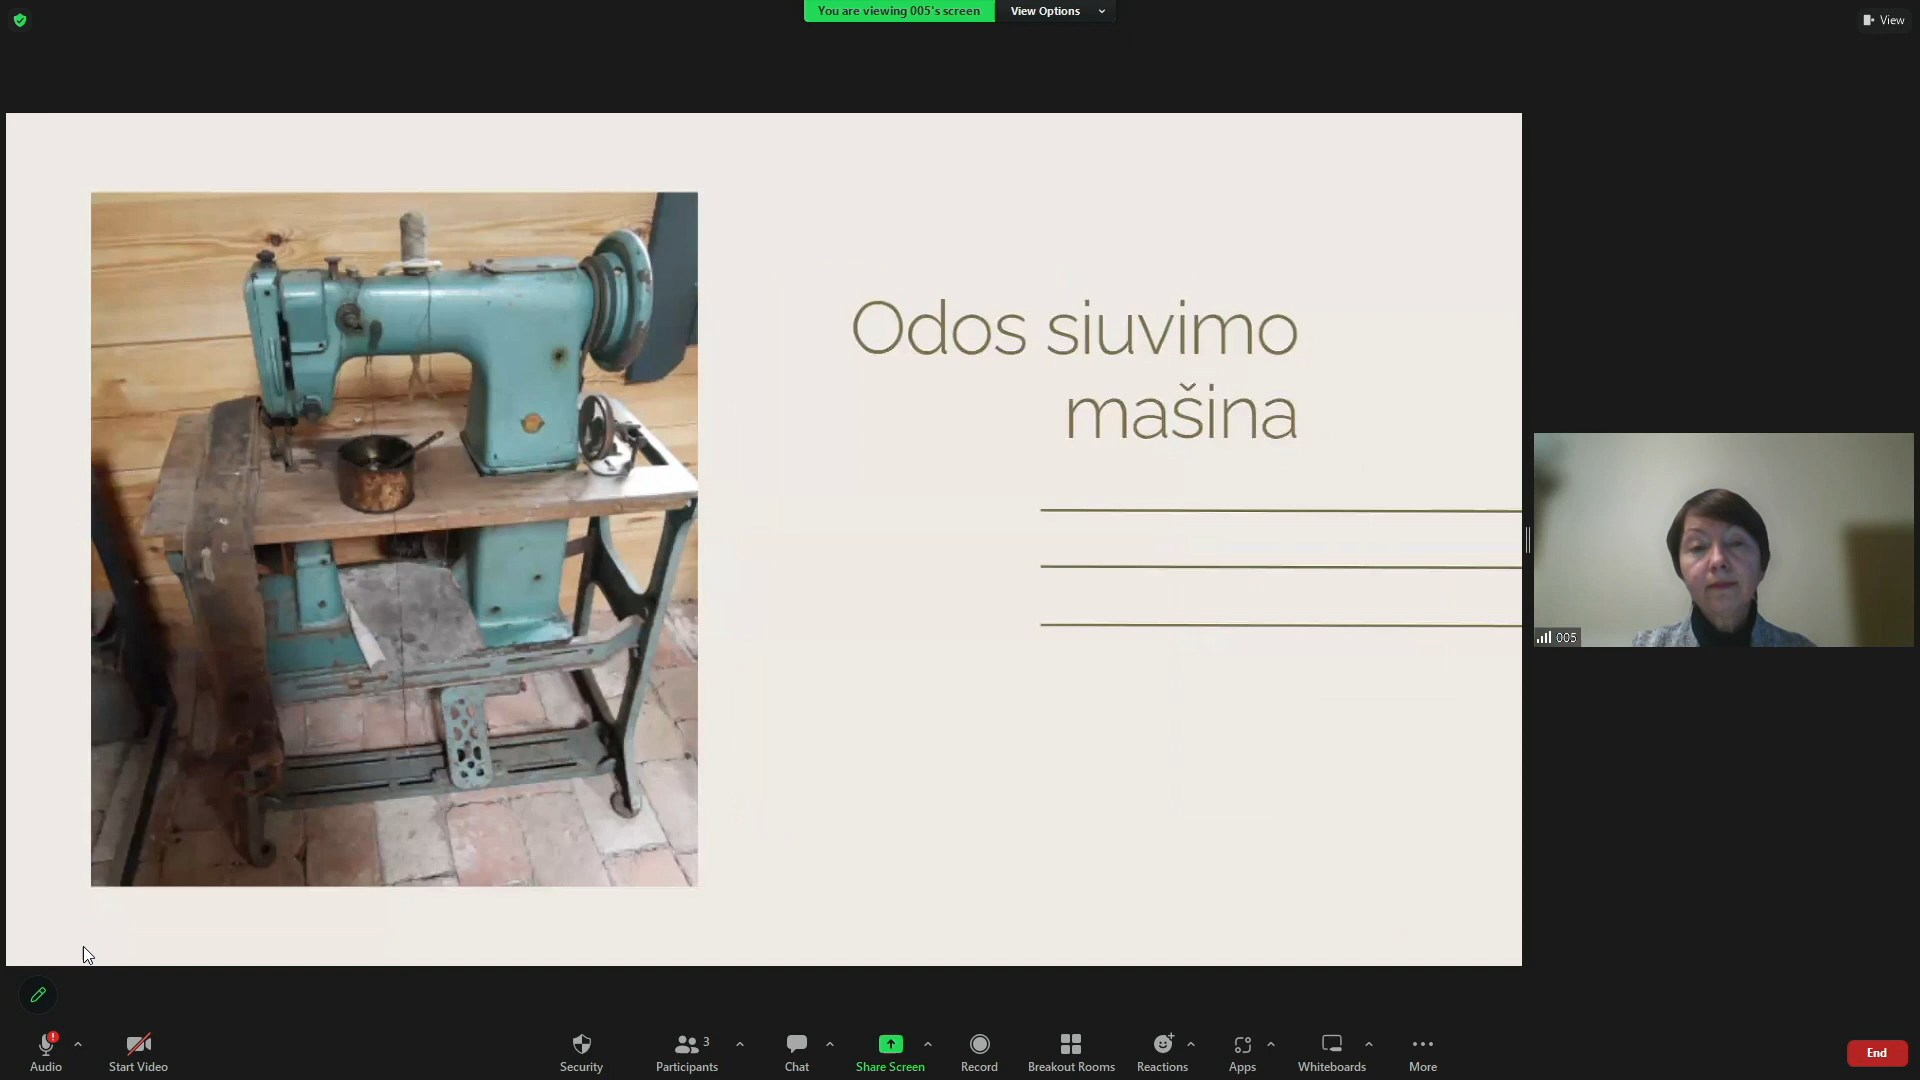 You are viewing 005's screen
View Options
View
Odos siuvimo
mašina
005
Audio
Start Video
Security
Participants
3
Chat
Share Screen
Record
Breakout Rooms
Reactions
Apps
Whiteboards
More
End